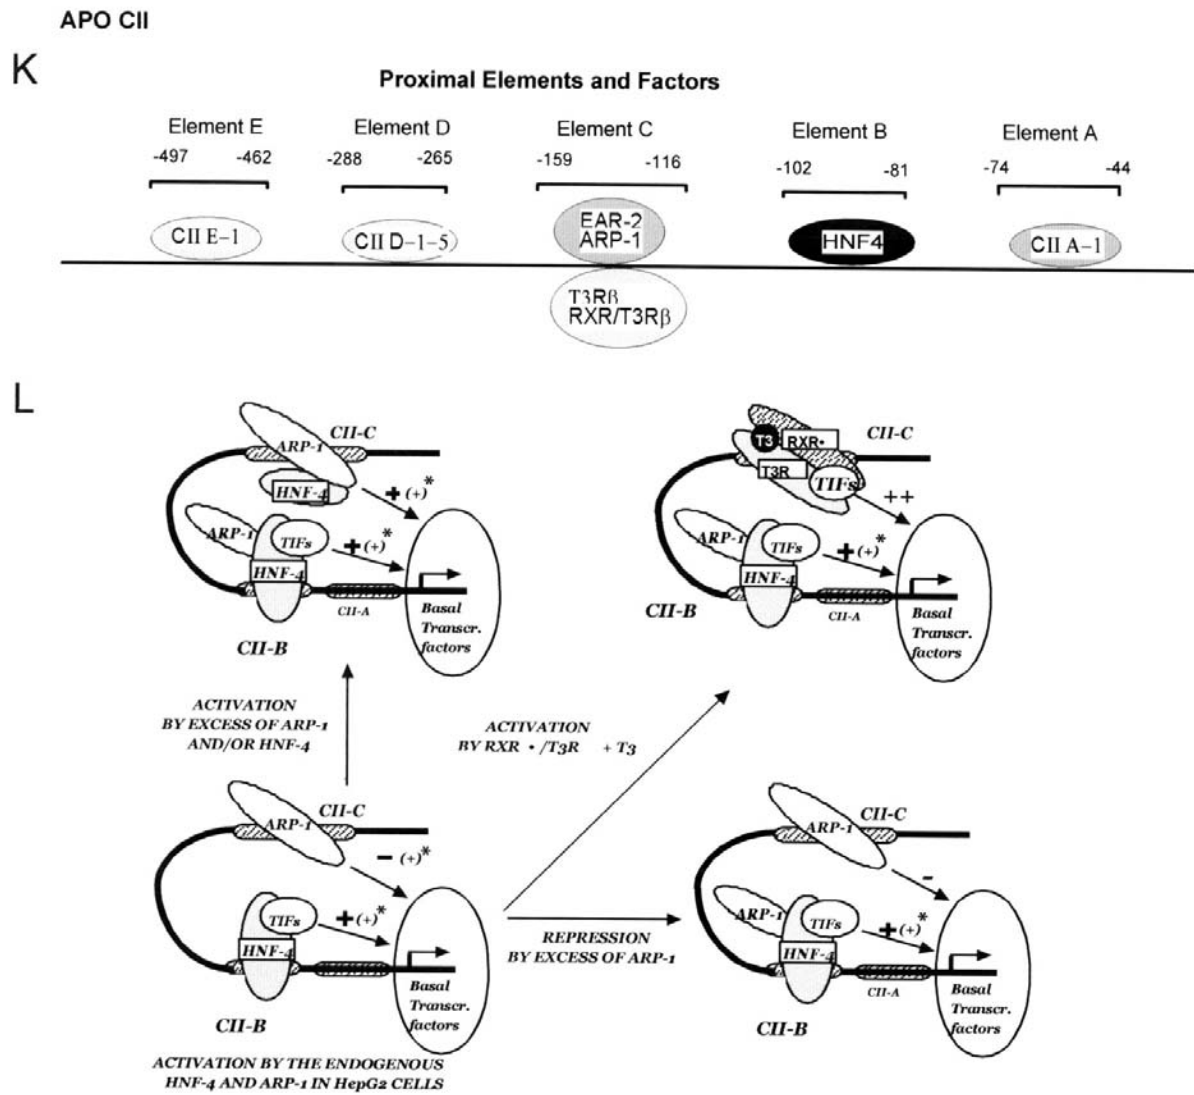 APO CII
K
Proximal Elements and Factors
Element E
Element D
Element C
Element B
Element A
-497 -462
-288 -265
-159 -116
-102 -81
-74 -44
CII E-1
CII D-1-5
EAR-2
ARP-1
HNF4
CII A-1
T3Rβ
RXR/T3Rβ
L
ARP-1
CII-C
HNF-4
+(+)*
ARP-1
TIFs
+(+)*
HNF-4
CII-A
CII-B
Basal
Transcr.
factors
T3
RXR•
CII-C
T3R
TIFs
++
ARP-1
TIFs
+(+)*
HNF-4
CII-A
CII-B
Basal
Transcr.
factors
ACTIVATION
BY EXCESS OF ARP-1
AND/OR HNF-4
ACTIVATION
BY RXR • /T3R + T3
ARP-1
CII-C
-(+)*
TIFs
+(+)*
HNF-4
CII-B
Basal
Transcr.
factors
ACTIVATION BY THE ENDOGENOUS
HNF-4 AND ARP-1 IN HepG2 CELLS
REPRESSION
BY EXCESS OF ARP-1
ARP-1
CII-C
-
ARP-1
TIFs
+(+)*
HNF-4
CII-A
CII-B
Basal
Transcr.
factors